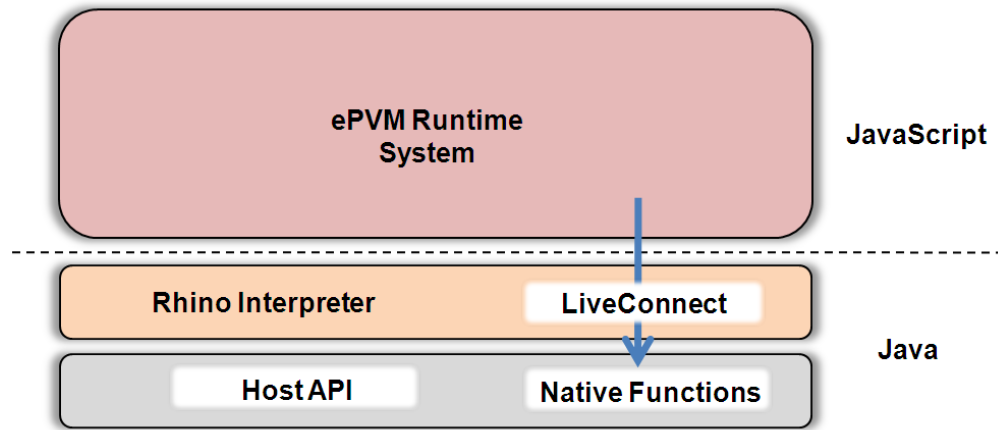 ePVM Runtime
System
JavaScript
Rhino Interpreter
LiveConnect
Java
Host API
Native Functions